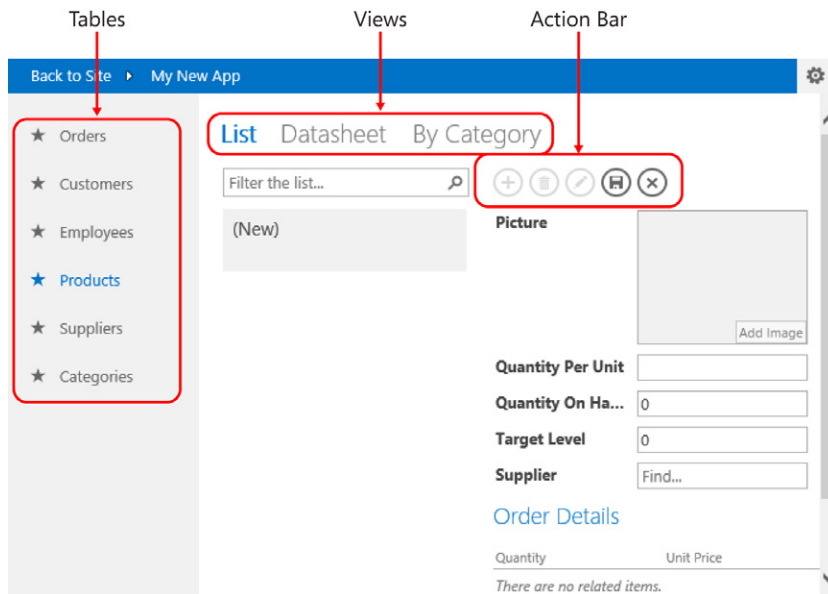 Tables Views Action Bar
Back to Site My New App
Orders
Customers
Employees
Products
Suppliers
Categories
List Datasheet By Category
Filter the list...
(New)
Picture
Add Image
Quantity Per Unit
Quantity On Ha... 0
Target Level 0
Supplier Find...
Order Details
Quantity Unit Price
There are no related items.